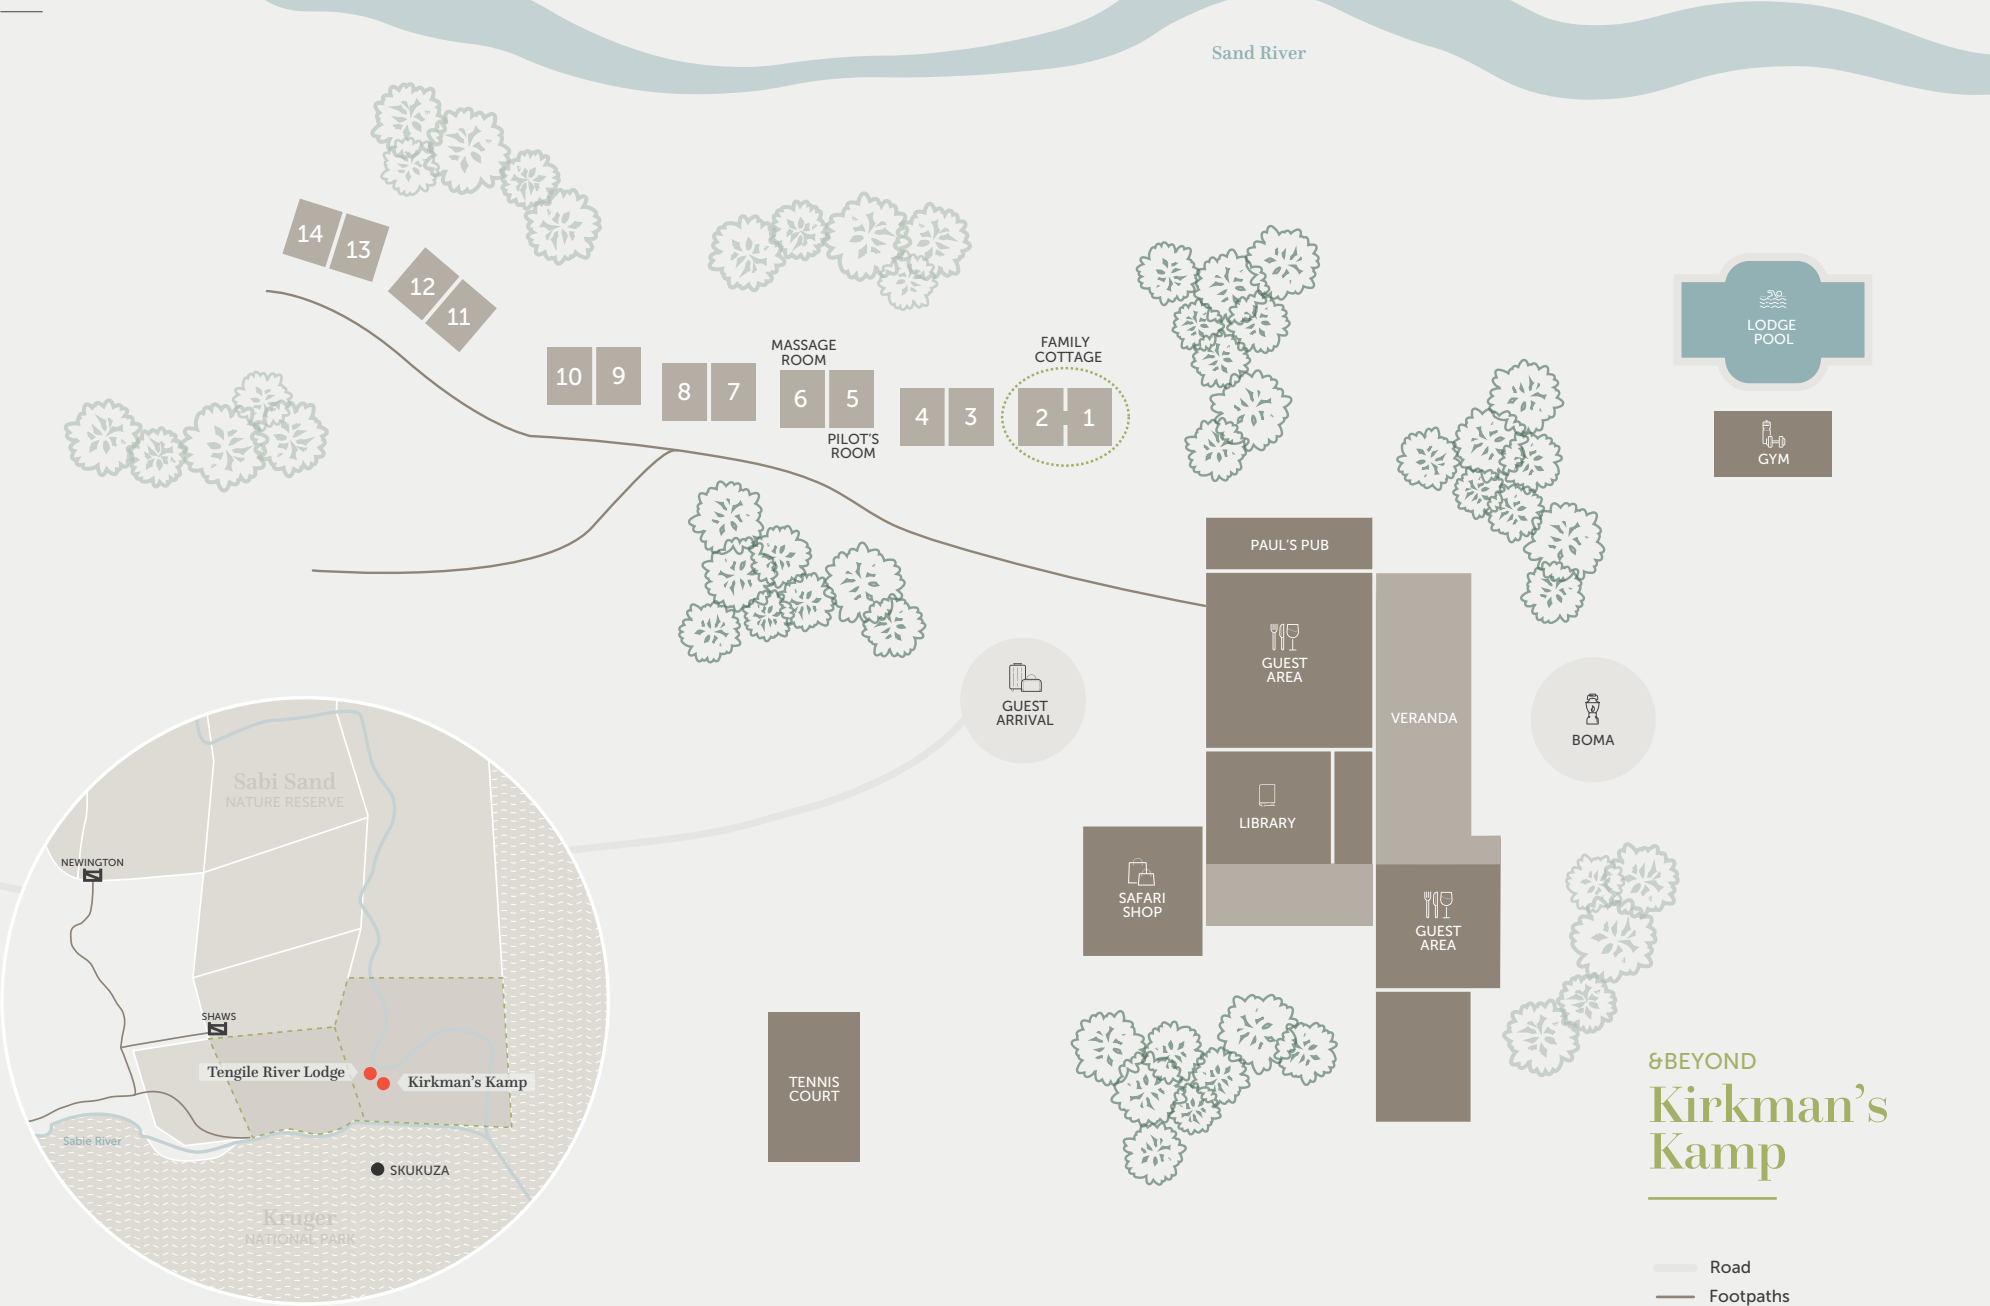 Sand River
14
13
12
11
10
9
8
7
MASSAGE
ROOM
6
5
PILOT'S
ROOM
4
3
FAMILY
COTTAGE
2
1
LODGE
POOL
GYM
PAUL'S PUB
GUEST
AREA
VERANDA
GUEST
ARRIVAL
BOMA
LIBRARY
SAFARI
SHOP
GUEST
AREA
TENNIS
COURT
Sabi Sand
NATURE RESERVE
NEWINGTON
SHAWS
Tengile River Lodge
Kirkman's Kamp
Sabie River
SKUKUZA
Kruger
NATIONAL PARK
&BEYOND
Kirkman's
Kamp
Road
Footpaths